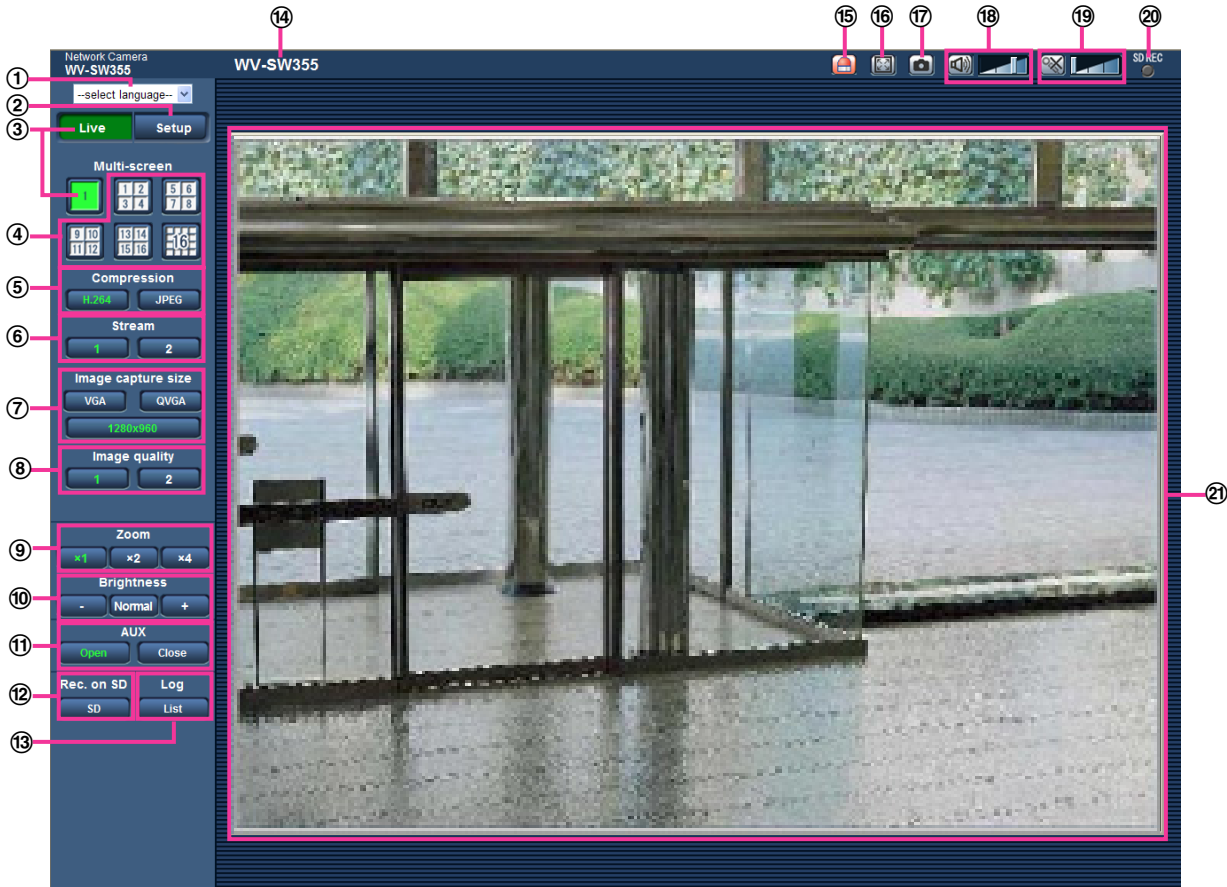 ⑭ ⑮ ⑯ ⑰ ⑱ ⑲ ⑳
Network Camera
WV-SW355
WV-SW355
SD REC
①
--select language--
②
③
Live Setup
Multi-screen
1
1 2
3 4
5 6
7 8
④
9 10
11 12
13 14
15 16
16
⑤
Compression
H.264 JPEG
⑥
Stream
1 2
⑦
Image capture size
VGA QVGA
1280x960
⑧
Image quality
1 2
㉑
⑨
Zoom
×1 ×2 ×4
⑩
Brightness
- Normal +
⑪
AUX
Open Close
⑫
Rec. on SD Log
SD List
⑬